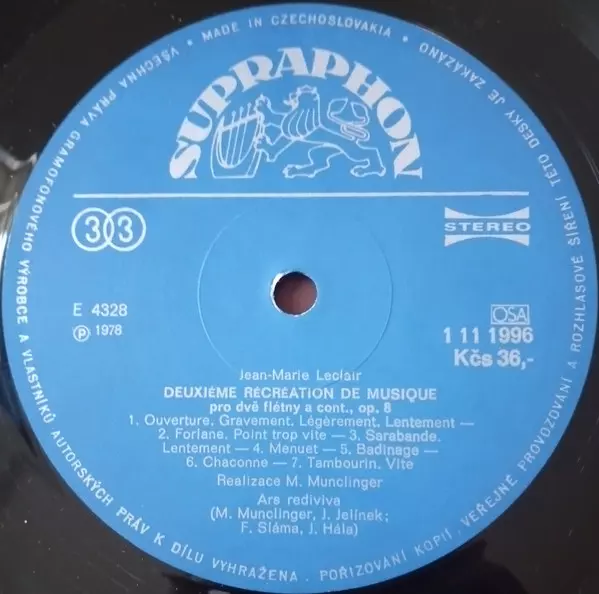 VŠECHNA PRÁVA GRAMOFONOVÉHO VÝROBCE A VLASTNÍKŮ AUTORSKÝCH PRÁV K DÍLU VYHRAŽENA • POŘIZOVÁNÍ KOPIÍ, VEŘEJNÉ PROVOZOVÁNÍ A ROZHLASOVÉ ŠÍŘENÍ TÉTO DESKY JE ZAKÁZÁNO •
MADE IN CZECHOSLOVAKIA •
SUPRAPHON
33
STEREO
E 4328
℗ 1978
OSA
1 11 1996
Kčs 36,-
Jean-Marie Leclair
DEUXIÉME RÉCRÉATION DE MUSIQUE
pro dvě flétny a cont., op. 8
1. Ouverture. Gravement. Légèrement. Lentement —
2. Forlane. Point trop vite — 3. Sarabande.
Lentement — 4. Menuet — 5. Badinage —
6. Chaconne — 7. Tambourin. Vite
Realizace M. Munclinger
Ars rediviva
(M. Munclinger, J. Jelínek;
F. Sláma, J. Hála)